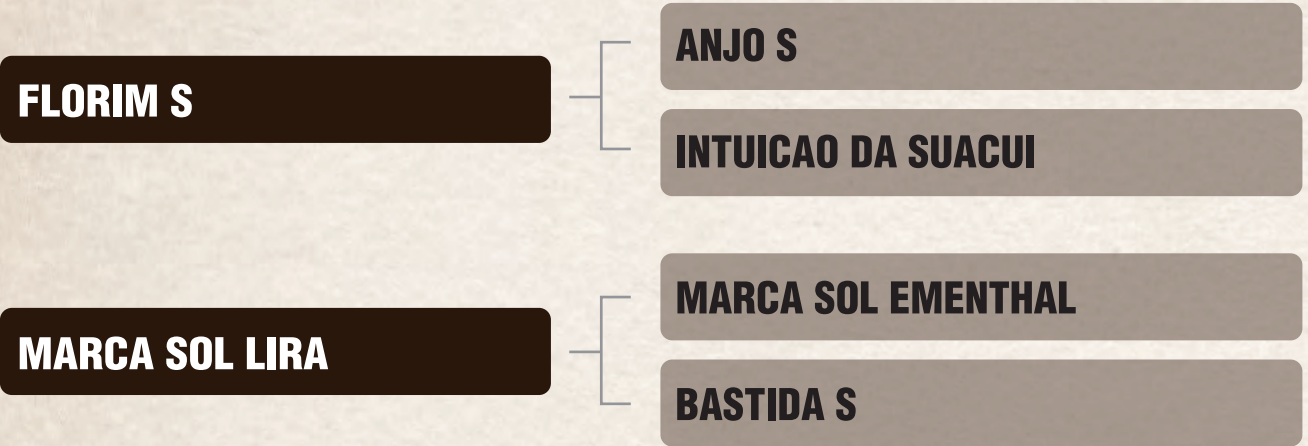 FLORIM S
ANJO S
INTUICAO DA SUACUI
MARCA SOL LIRA
MARCA SOL EMENTHAL
BASTIDA S